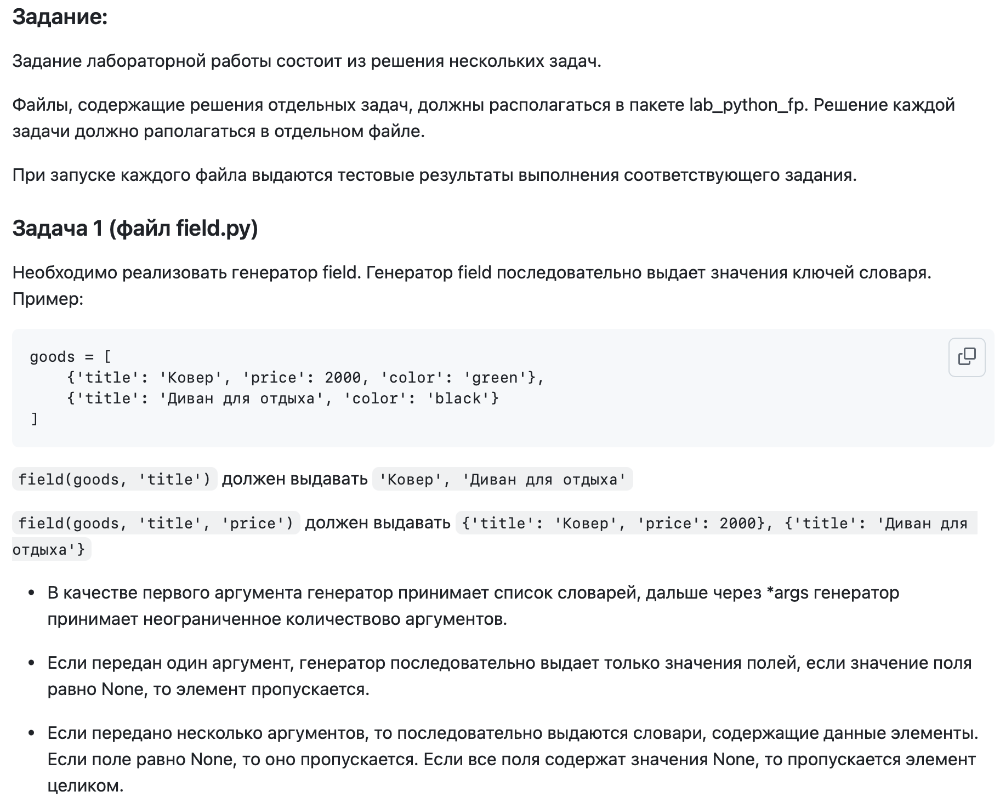 Задание:
Задание лабораторной работы состоит из решения нескольких задач.
Файлы, содержащие решения отдельных задач, должны располагаться в пакете lab_python_fp. Решение каждой
задачи должно раполагаться в отдельном файле.
При запуске каждого файла выдаются тестовые результаты выполнения соответствующего задания.
Задача 1 (файл field.py)
Необходимо реализовать генератор field. Генератор field последовательно выдает значения ключей словаря.
Пример:
goods = [
    {'title': 'Ковер', 'price': 2000, 'color': 'green'},
    {'title': 'Диван для отдыха', 'color': 'black'}
]
field(goods, 'title') должен выдавать 'Ковер', 'Диван для отдыха'
field(goods, 'title', 'price') должен выдавать {'title': 'Ковер', 'price': 2000}, {'title': 'Диван для
отдыха'}
• В качестве первого аргумента генератор принимает список словарей, дальше через *args генератор
принимает неограниченное количествово аргументов.
• Если передан один аргумент, генератор последовательно выдает только значения полей, если значение поля
равно None, то элемент пропускается.
• Если передано несколько аргументов, то последовательно выдаются словари, содержащие данные элементы.
Если поле равно None, то оно пропускается. Если все поля содержат значения None, то пропускается элемент
целиком.